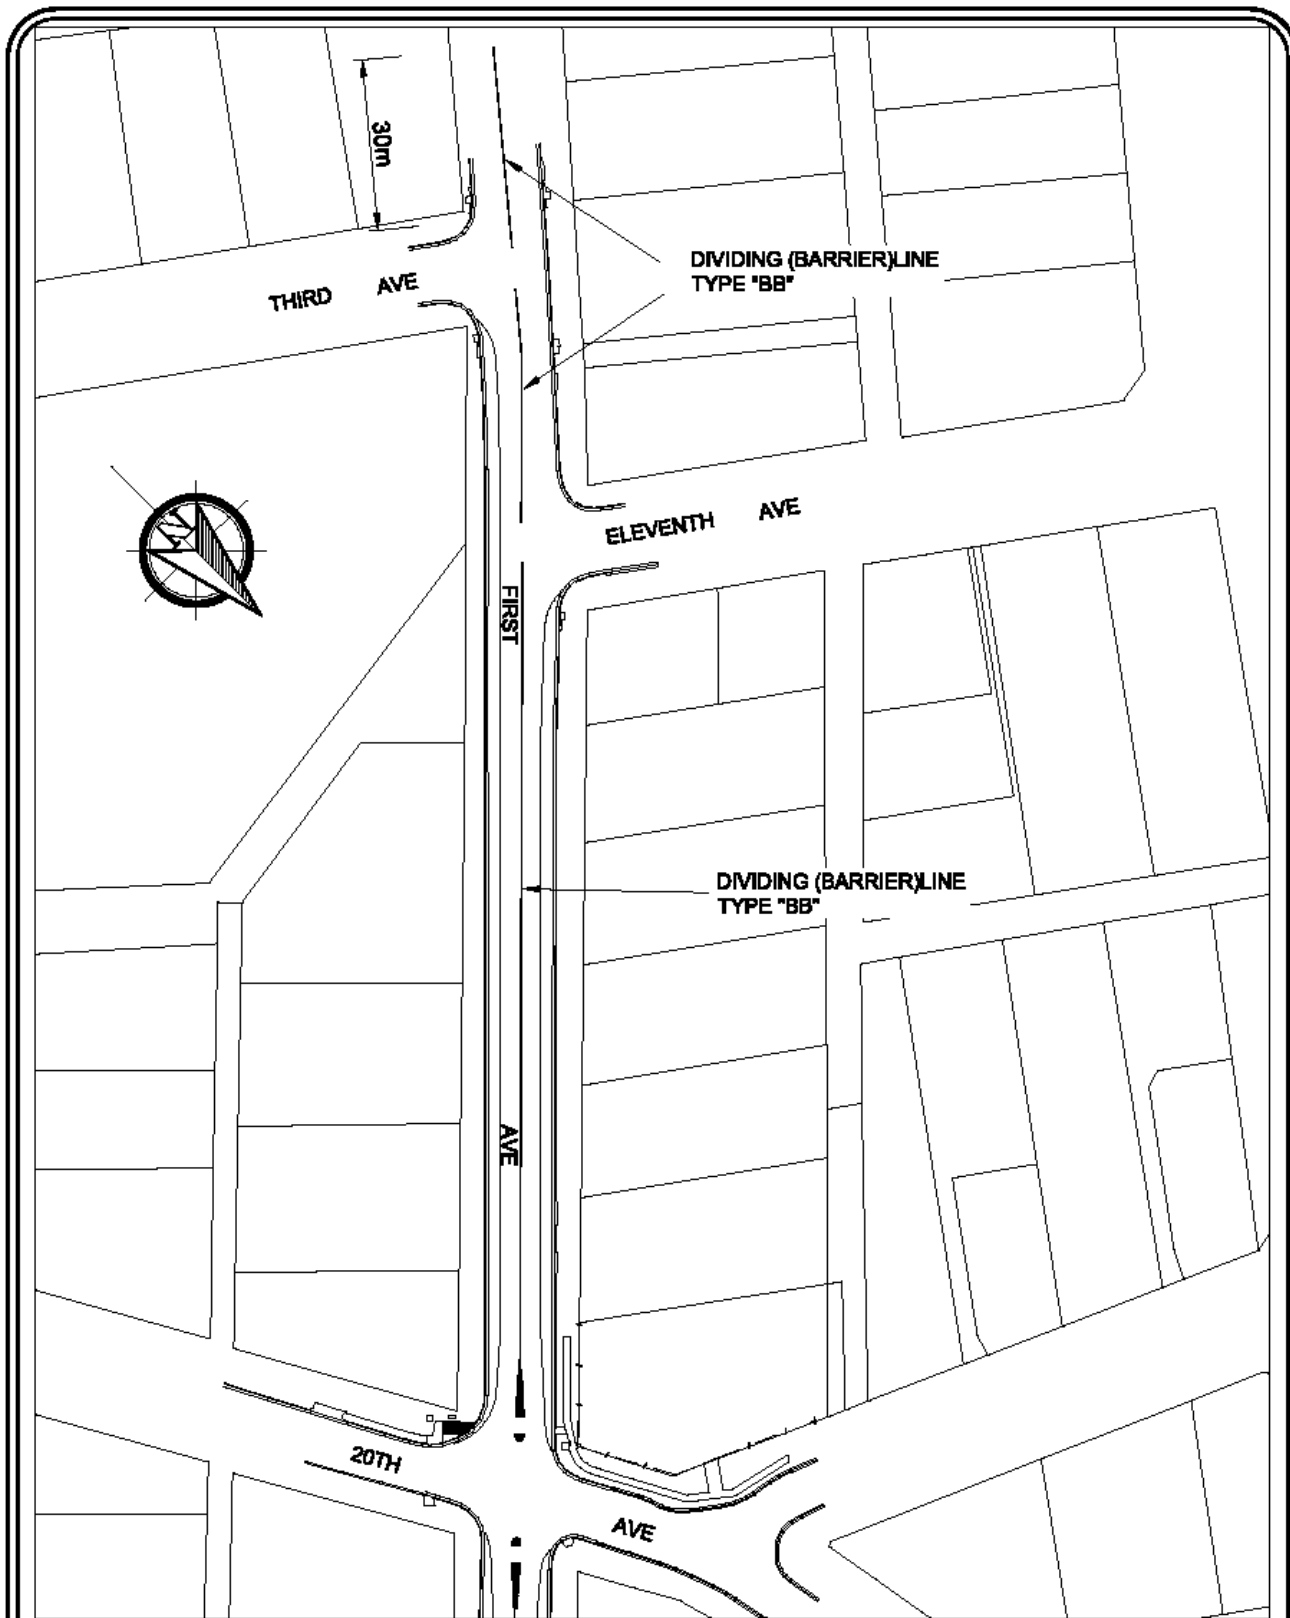 30m
DIVIDING (BARRIER)LINE
TYPE "BB"
THIRD AVE
ELEVENTH AVE
FIRST
DIVIDING (BARRIER)LINE
TYPE "BB"
AVE
20TH
AVE